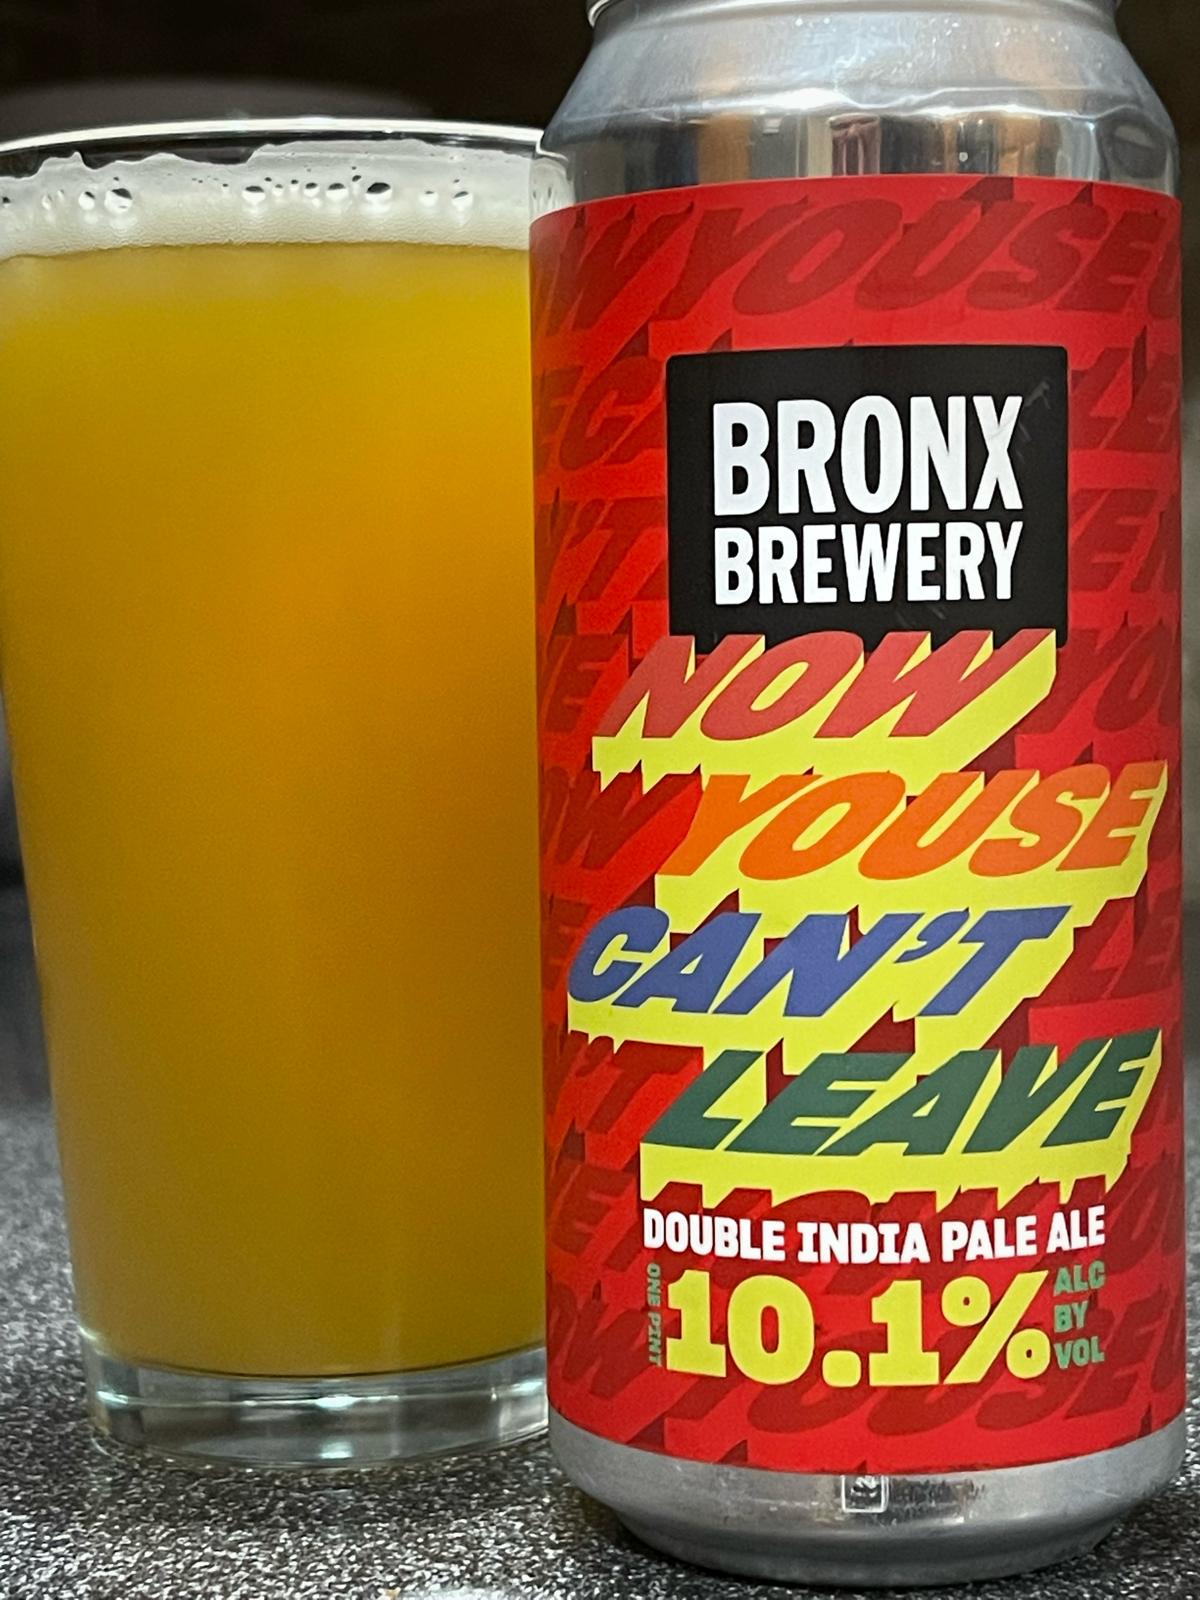 BRONX
BREWERY
NOW
YOUSE
CAN'T
LEAVE
DOUBLE INDIA PALE ALE
ONE PINT
10.1%
ALC
BY
VOL